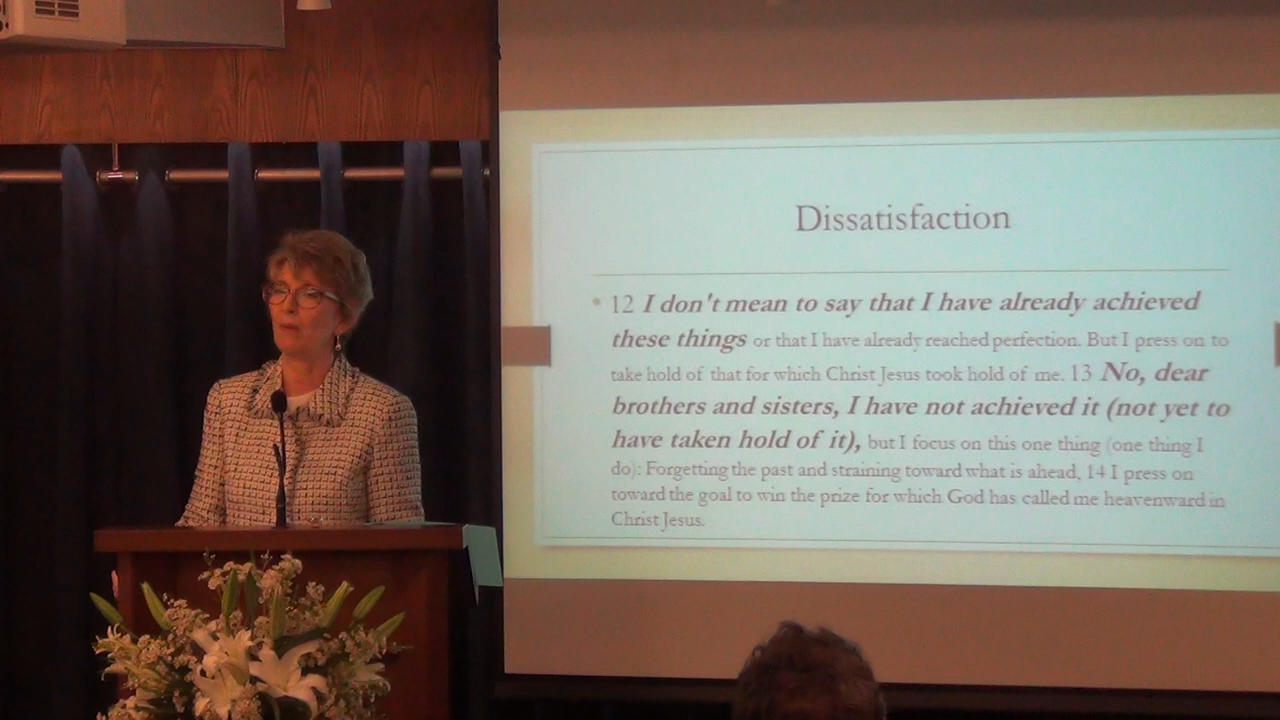 Dissatisfaction
• 12 I don't mean to say that I have already achieved
these things or that I have already reached perfection. But I press on to
take hold of that for which Christ Jesus took hold of me. 13 No, dear
brothers and sisters, I have not achieved it (not yet to
have taken hold of it), but I focus on this one thing (one thing I
do): Forgetting the past and straining toward what is ahead, 14 I press on
toward the goal to win the prize for which God has called me heavenward in
Christ Jesus.